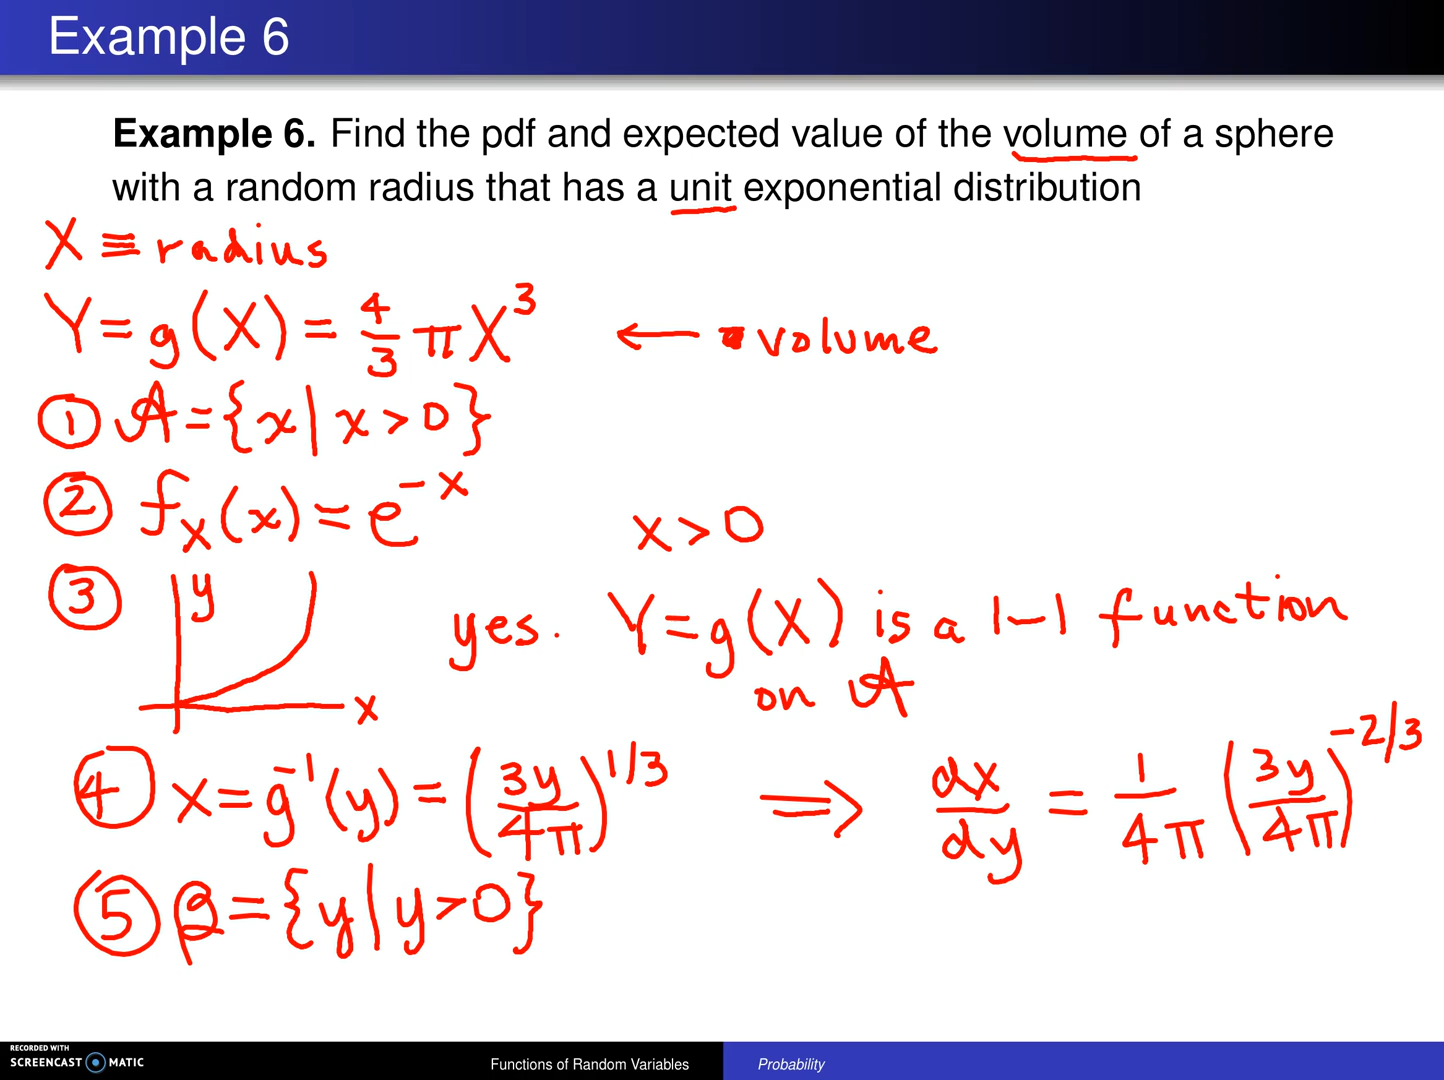 Example 6
Example 6. Find the pdf and expected value of the volume of a sphere
with a random radius that has a unit exponential distribution
X ≡ radius
Y = g(X) = 4/3 π X^3 ← volume
① 𝒜 = {x | x > 0}
② f_X(x) = e^{-x} x > 0
③ y x yes. Y = g(X) is a 1-1 function
on 𝒜
④ x = g^{-1}(y) = (3y/4π)^{1/3} ⟹ dx/dy = 1/4π (3y/4π)^{-2/3}
⑤ ℬ = {y | y > 0}
RECORDED WITH
SCREENCAST MATIC
Functions of Random Variables Probability